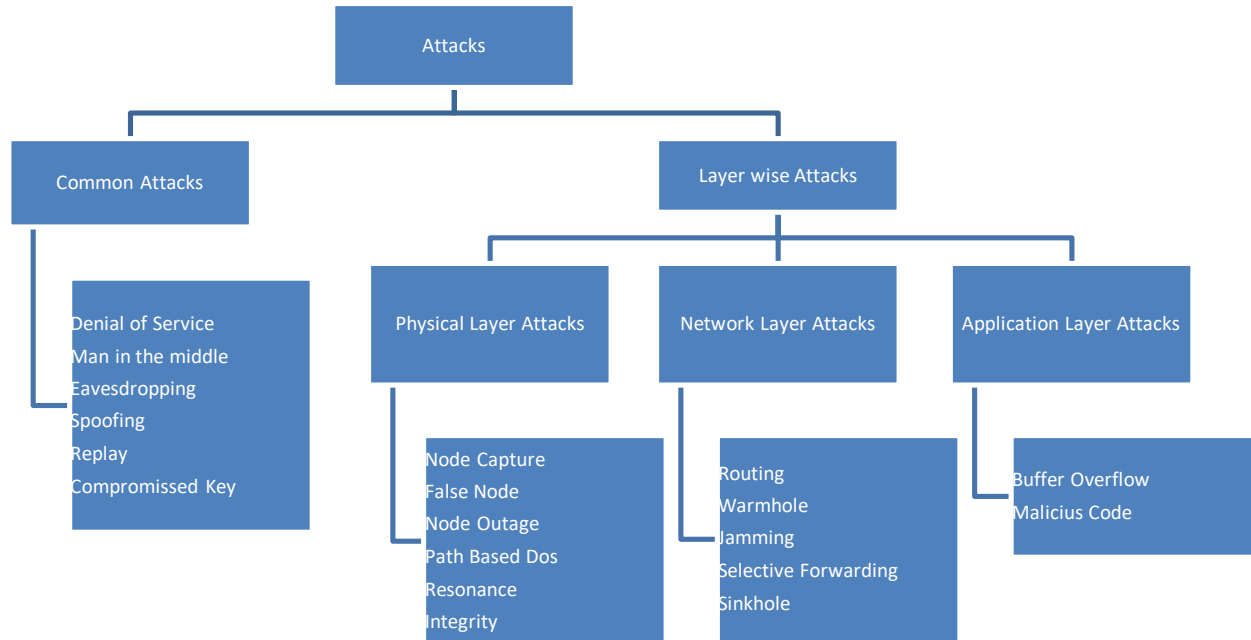 Attacks
Common Attacks
Layer wise Attacks
Denial of Service
Man in the middle
Eavesdropping
Spoofing
Replay
Compromissed Key
Physical Layer Attacks
Network Layer Attacks
Application Layer Attacks
Node Capture
False Node
Node Outage
Path Based Dos
Resonance
Integrity
Routing
Warmhole
Jamming
Selective Forwarding
Sinkhole
Buffer Overflow
Malicius Code